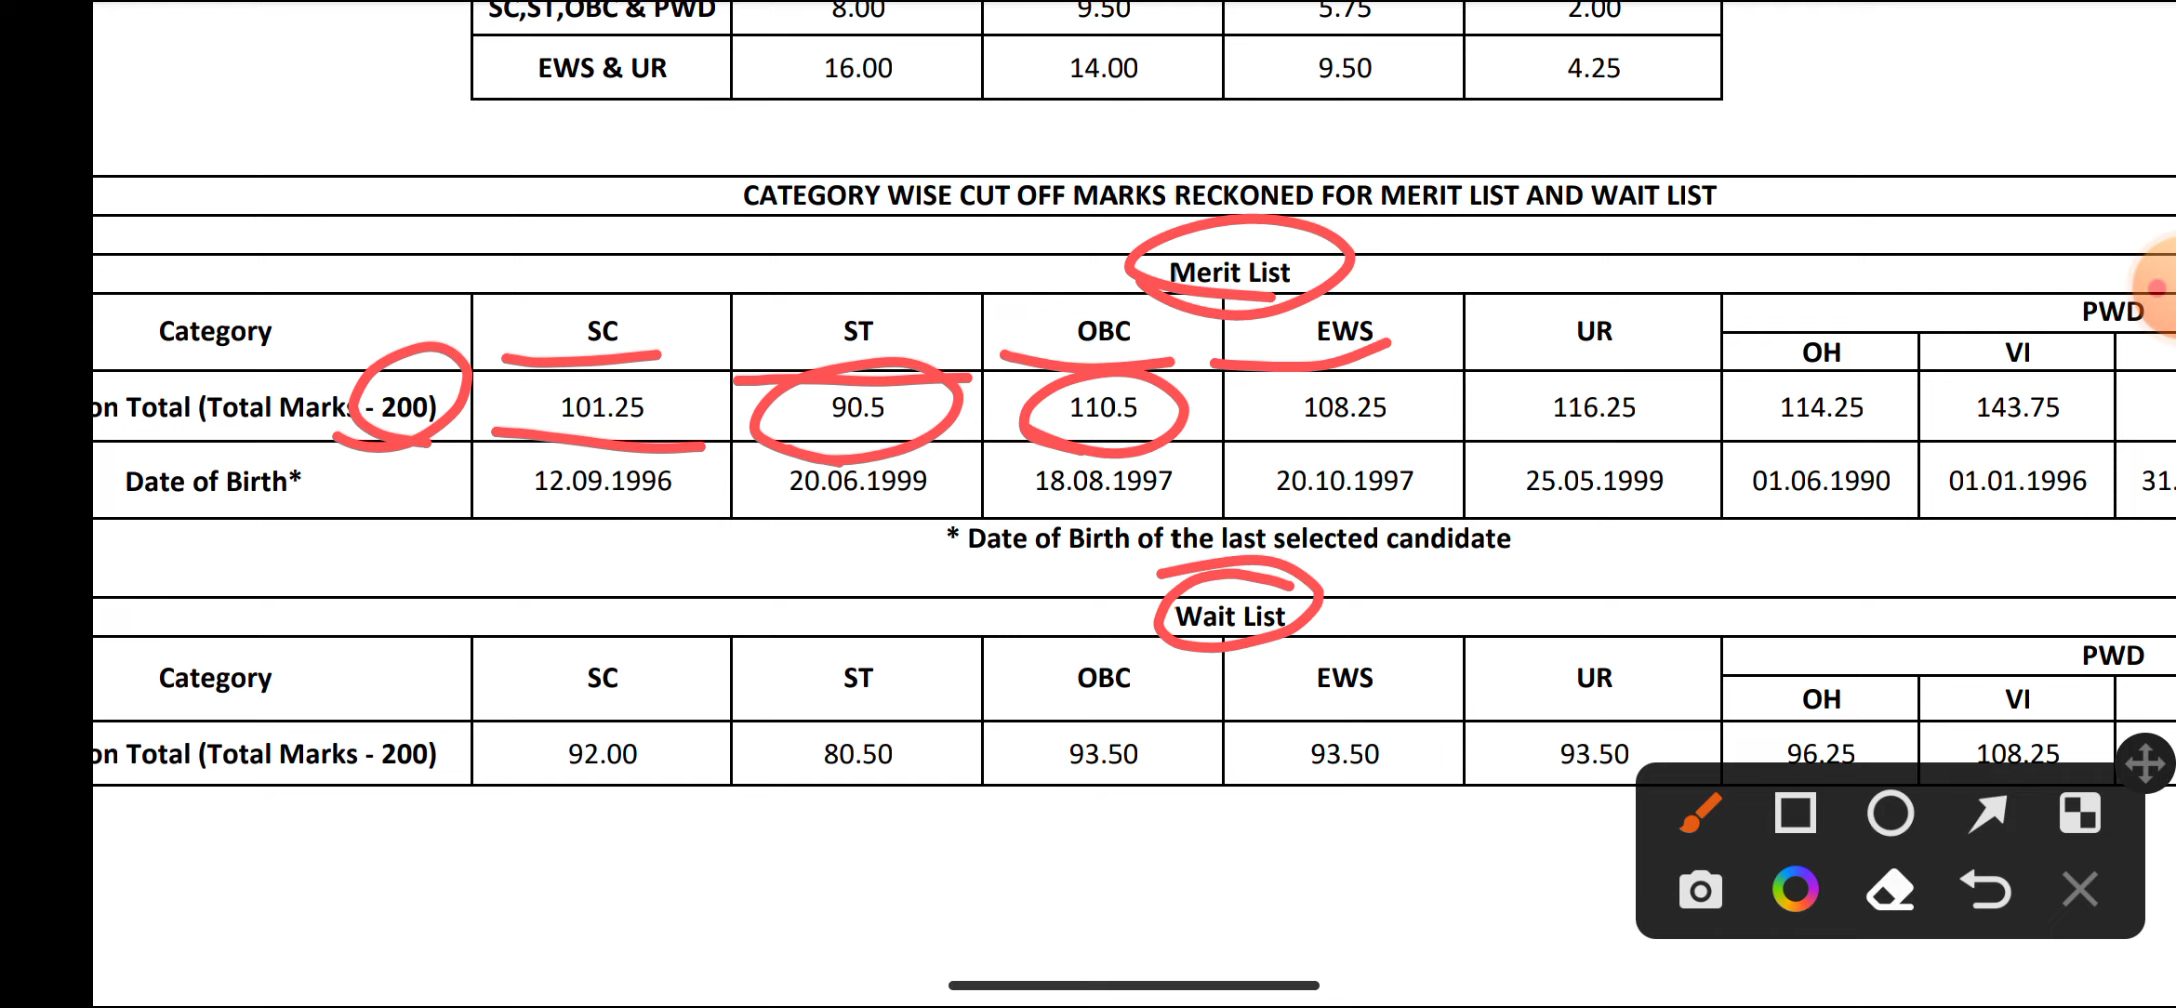 SC,ST,OBC & PWD 8.00 9.50 5.75 2.00
EWS & UR 16.00 14.00 9.50 4.25
CATEGORY WISE CUT OFF MARKS RECKONED FOR MERIT LIST AND WAIT LIST
Merit List
Category SC ST OBC EWS UR PWD
OH VI
on Total (Total Marks - 200) 101.25 90.5 110.5 108.25 116.25 114.25 143.75
Date of Birth* 12.09.1996 20.06.1999 18.08.1997 20.10.1997 25.05.1999 01.06.1990 01.01.1996 31.
* Date of Birth of the last selected candidate
Wait List
Category SC ST OBC EWS UR PWD
OH VI
on Total (Total Marks - 200) 92.00 80.50 93.50 93.50 93.50 96.25 108.25